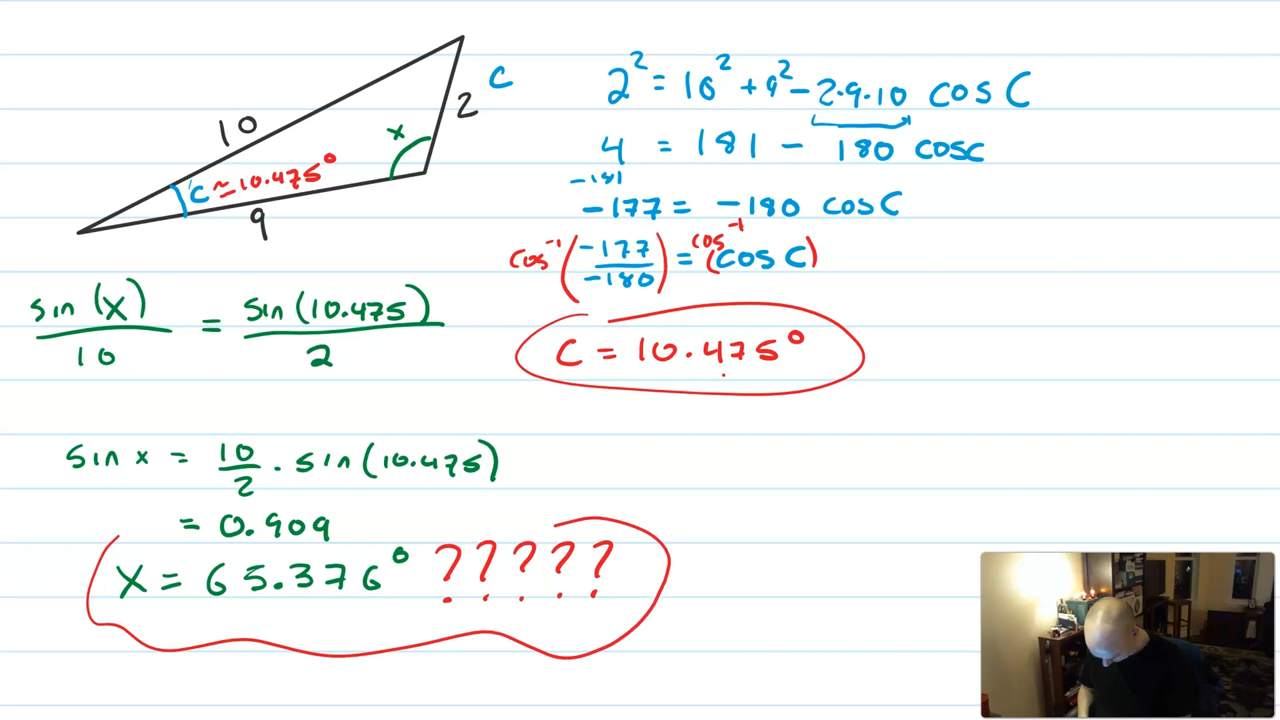 10
C
2
x
C ≃ 10.475°
9
2² = 10² + 9² - 2·9·10 cos C
4 = 181 - 180 cosC
-181
-177 = -180 cos C
cos⁻¹(-177/-180) = cos⁻¹(cos C)
C = 10.475°
sin(x)/10 = sin(10.475)/2
sin x = 10/2 · sin(10.475)
= 0.909
x = 65.376° ?????